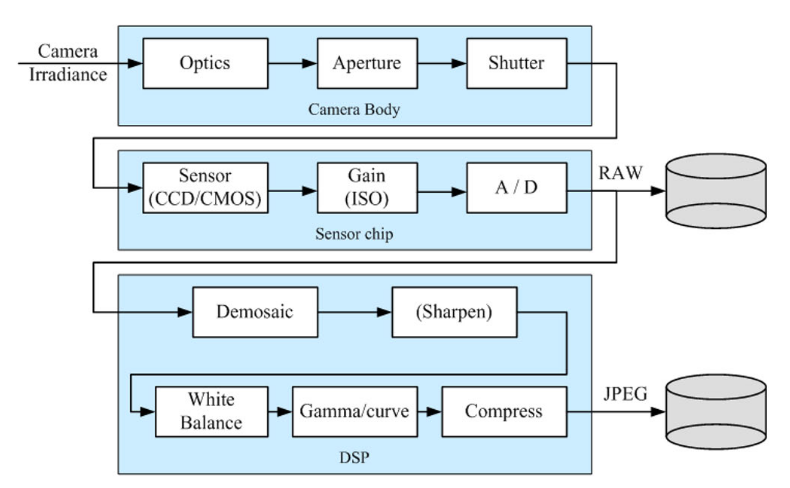 Camera
Irradiance
Optics
Aperture
Shutter
Camera Body
Sensor
(CCD/CMOS)
Gain
(ISO)
A / D
RAW
Sensor chip
Demosaic
(Sharpen)
White
Balance
Gamma/curve
Compress
JPEG
DSP